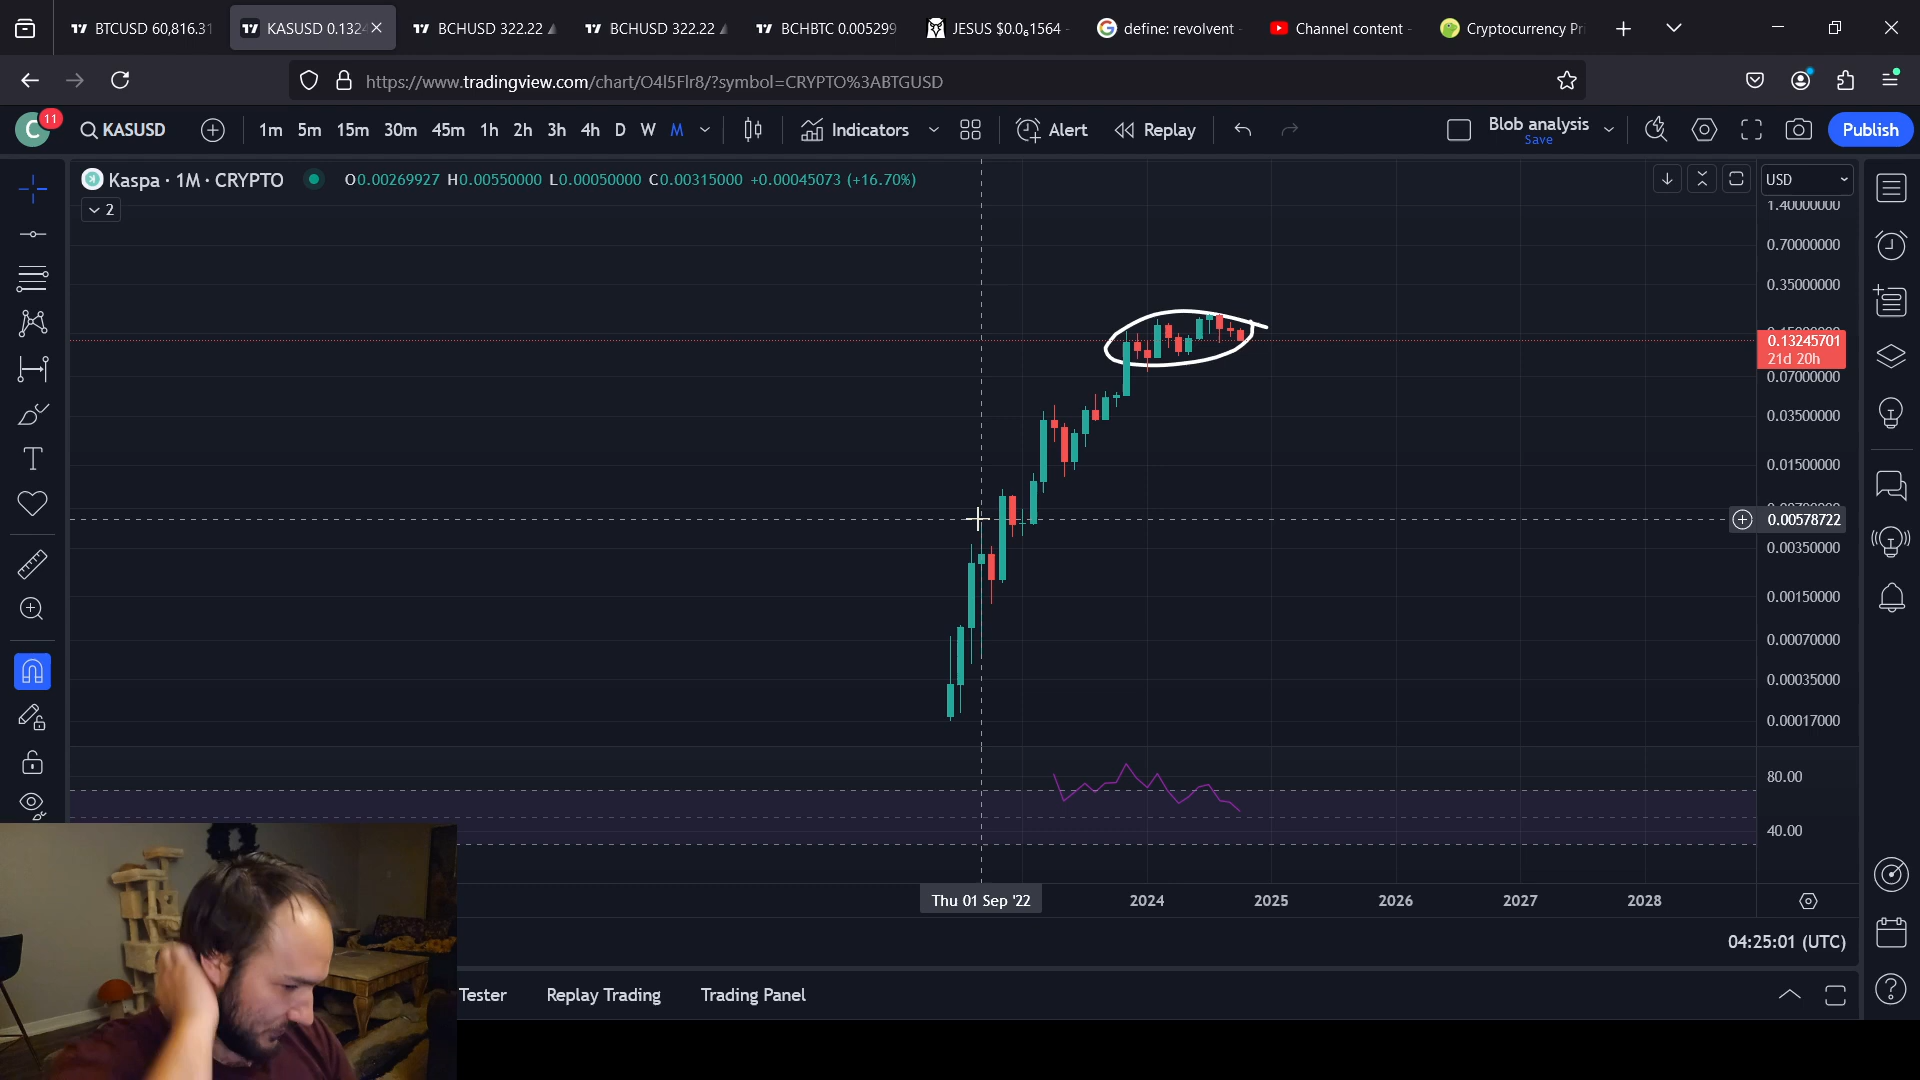 BTCUSD 60,816.31
KASUSD 0.1324
BCHUSD 322.22
BCHUSD 322.22
BCHBTC 0.005299
JESUS $0.0₆1564
define: revolvent
Channel content
Cryptocurrency Pri
https://www.tradingview.com/chart/O4l5Flr8/?symbol=CRYPTO%3ABTGUSD
C 11 KASUSD 1m 5m 15m 30m 45m 1h 2h 3h 4h D W M Indicators Alert Replay Blob analysis Save Publish
Kaspa · 1M · CRYPTO O0.00269927 H0.00550000 L0.00050000 C0.00315000 +0.00045073 (+16.70%) USD
2
1.40000000
0.70000000
0.35000000
0.13245701
21d 20h
0.07000000
0.03500000
0.01500000
0.00578722
0.00350000
0.00150000
0.00070000
0.00035000
0.00017000
80.00
40.00
Thu 01 Sep '22 2024 2025 2026 2027 2028
04:25:01 (UTC)
Tester Replay Trading Trading Panel